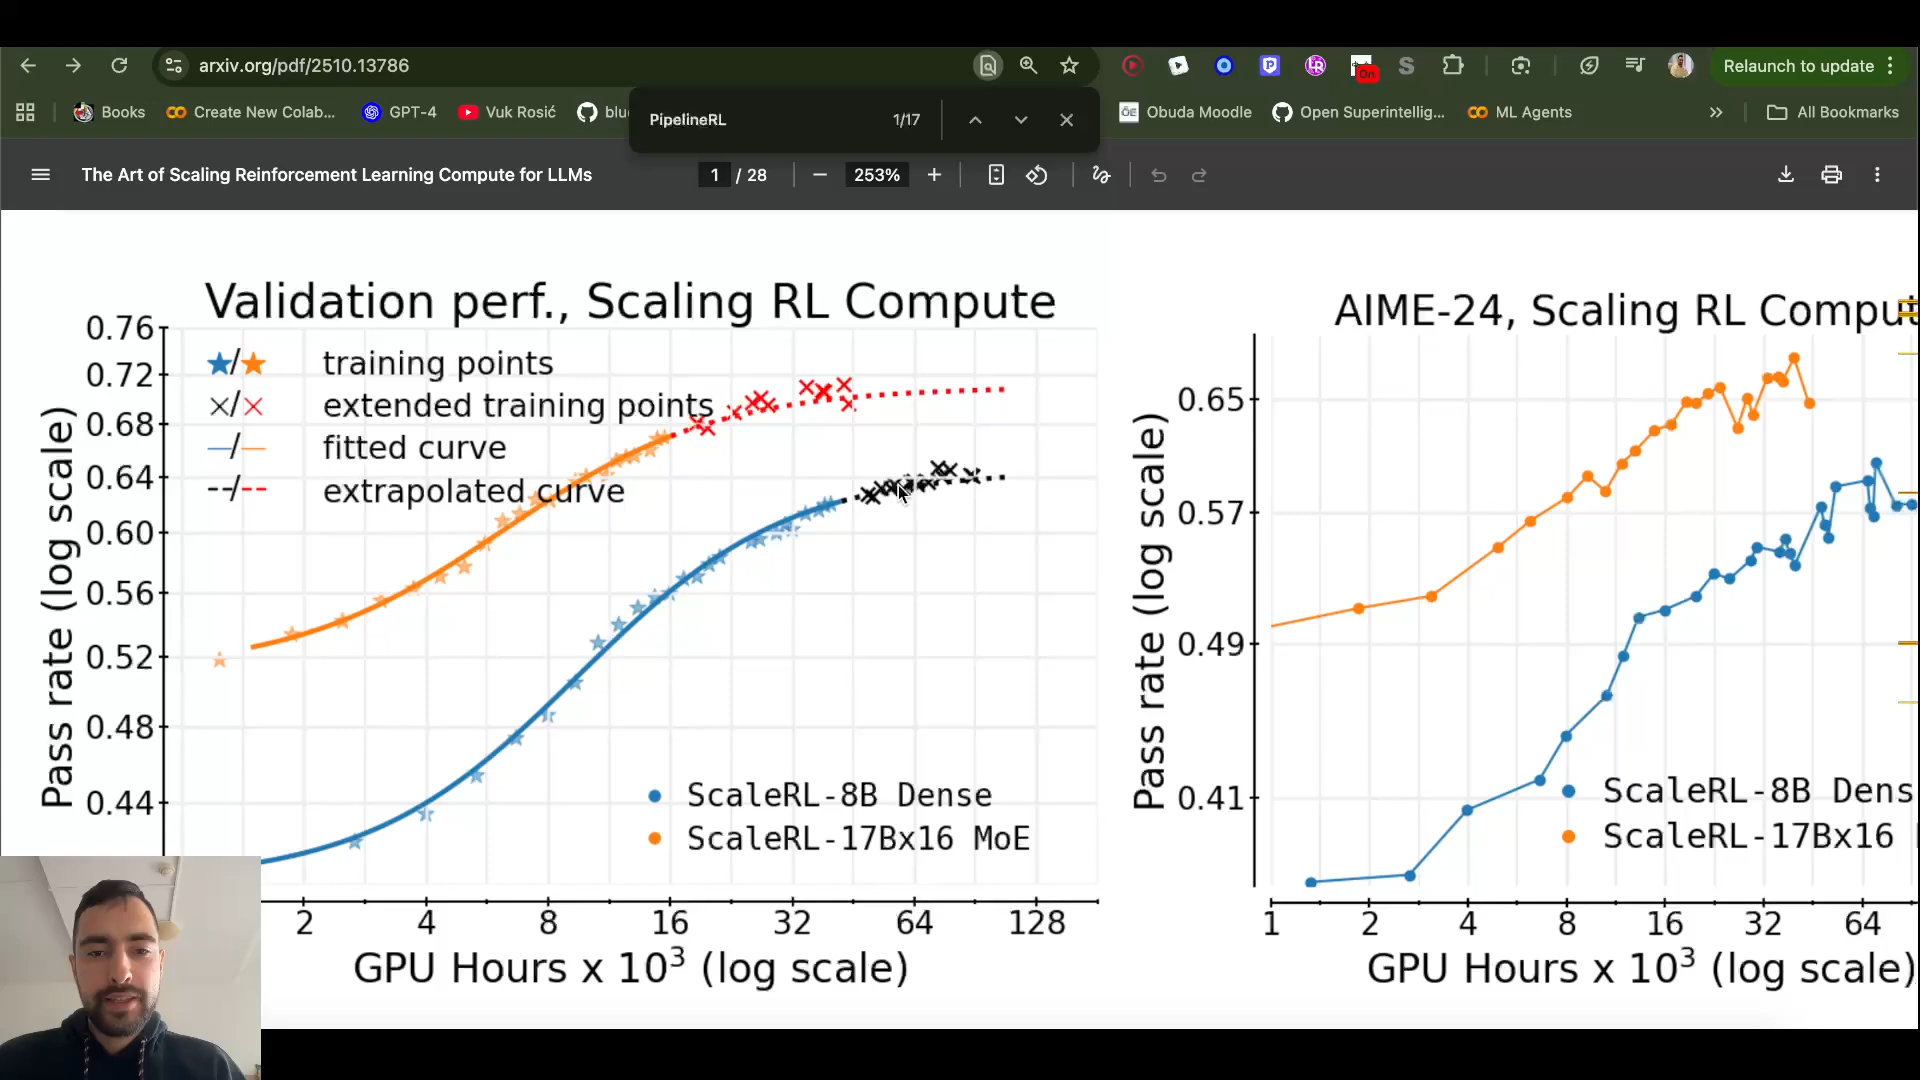 arxiv.org/pdf/2510.13786
On
Relaunch to update
Books
Create New Colab...
GPT-4
Vuk Rosić
PipelineRL
1/17
Obuda Moodle
Open Superintellig...
ML Agents
All Bookmarks
The Art of Scaling Reinforcement Learning Compute for LLMs
1 / 28
253%
Validation perf., Scaling RL Compute
Pass rate (log scale)
0.76
0.72
0.68
0.64
0.60
0.56
0.52
0.48
0.44
training points
extended training points
fitted curve
extrapolated curve
ScaleRL-8B Dense
ScaleRL-17Bx16 MoE
2 4 8 16 32 64 128
GPU Hours x 10³ (log scale)
AIME-24, Scaling RL Comput
Pass rate (log scale)
0.65
0.57
0.49
0.41
ScaleRL-8B Dens
ScaleRL-17Bx16
1 2 4 8 16 32 64
GPU Hours x 10³ (log scale)